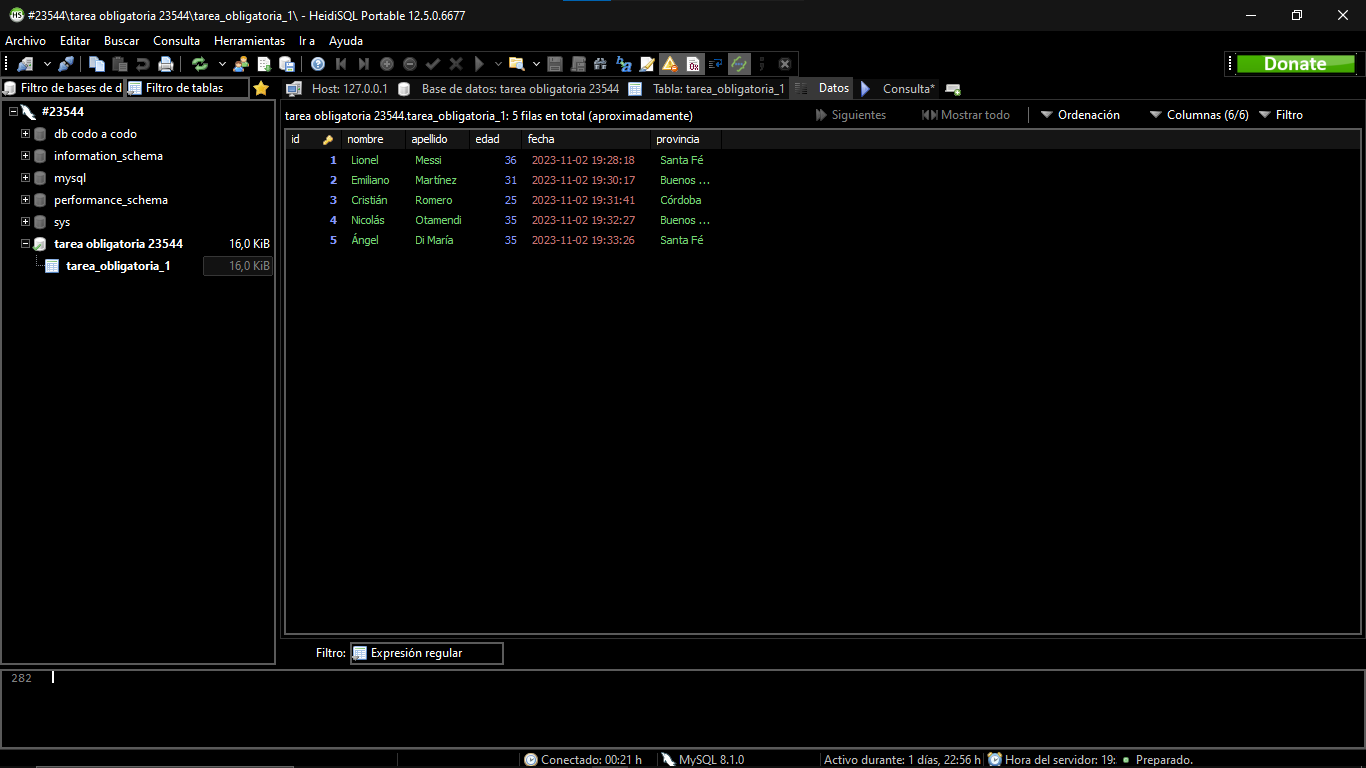 #23544\tarea obligatoria 23544\tarea_obligatoria_1\ - HeidiSQL Portable 12.5.0.6677
Archivo Editar Buscar Consulta Herramientas Ir a Ayuda
Donate
Filtro de bases de d Filtro de tablas
Host: 127.0.0.1 Base de datos: tarea obligatoria 23544 Tabla: tarea_obligatoria_1 Datos Consulta*
#23544
db codo a codo
information_schema
mysql
performance_schema
sys
tarea obligatoria 23544 16,0 KiB
tarea_obligatoria_1 16,0 KiB
tarea obligatoria 23544.tarea_obligatoria_1: 5 filas en total (aproximadamente) Siguientes Mostrar todo Ordenación Columnas (6/6) Filtro
id nombre apellido edad fecha provincia
1 Lionel Messi 36 2023-11-02 19:28:18 Santa Fé
2 Emiliano Martínez 31 2023-11-02 19:30:17 Buenos ...
3 Cristián Romero 25 2023-11-02 19:31:41 Córdoba
4 Nicolás Otamendi 35 2023-11-02 19:32:27 Buenos ...
5 Ángel Di María 35 2023-11-02 19:33:26 Santa Fé
Filtro: Expresión regular
282
Conectado: 00:21 h MySQL 8.1.0 Activo durante: 1 días, 22:56 h Hora del servidor: 19: Preparado.